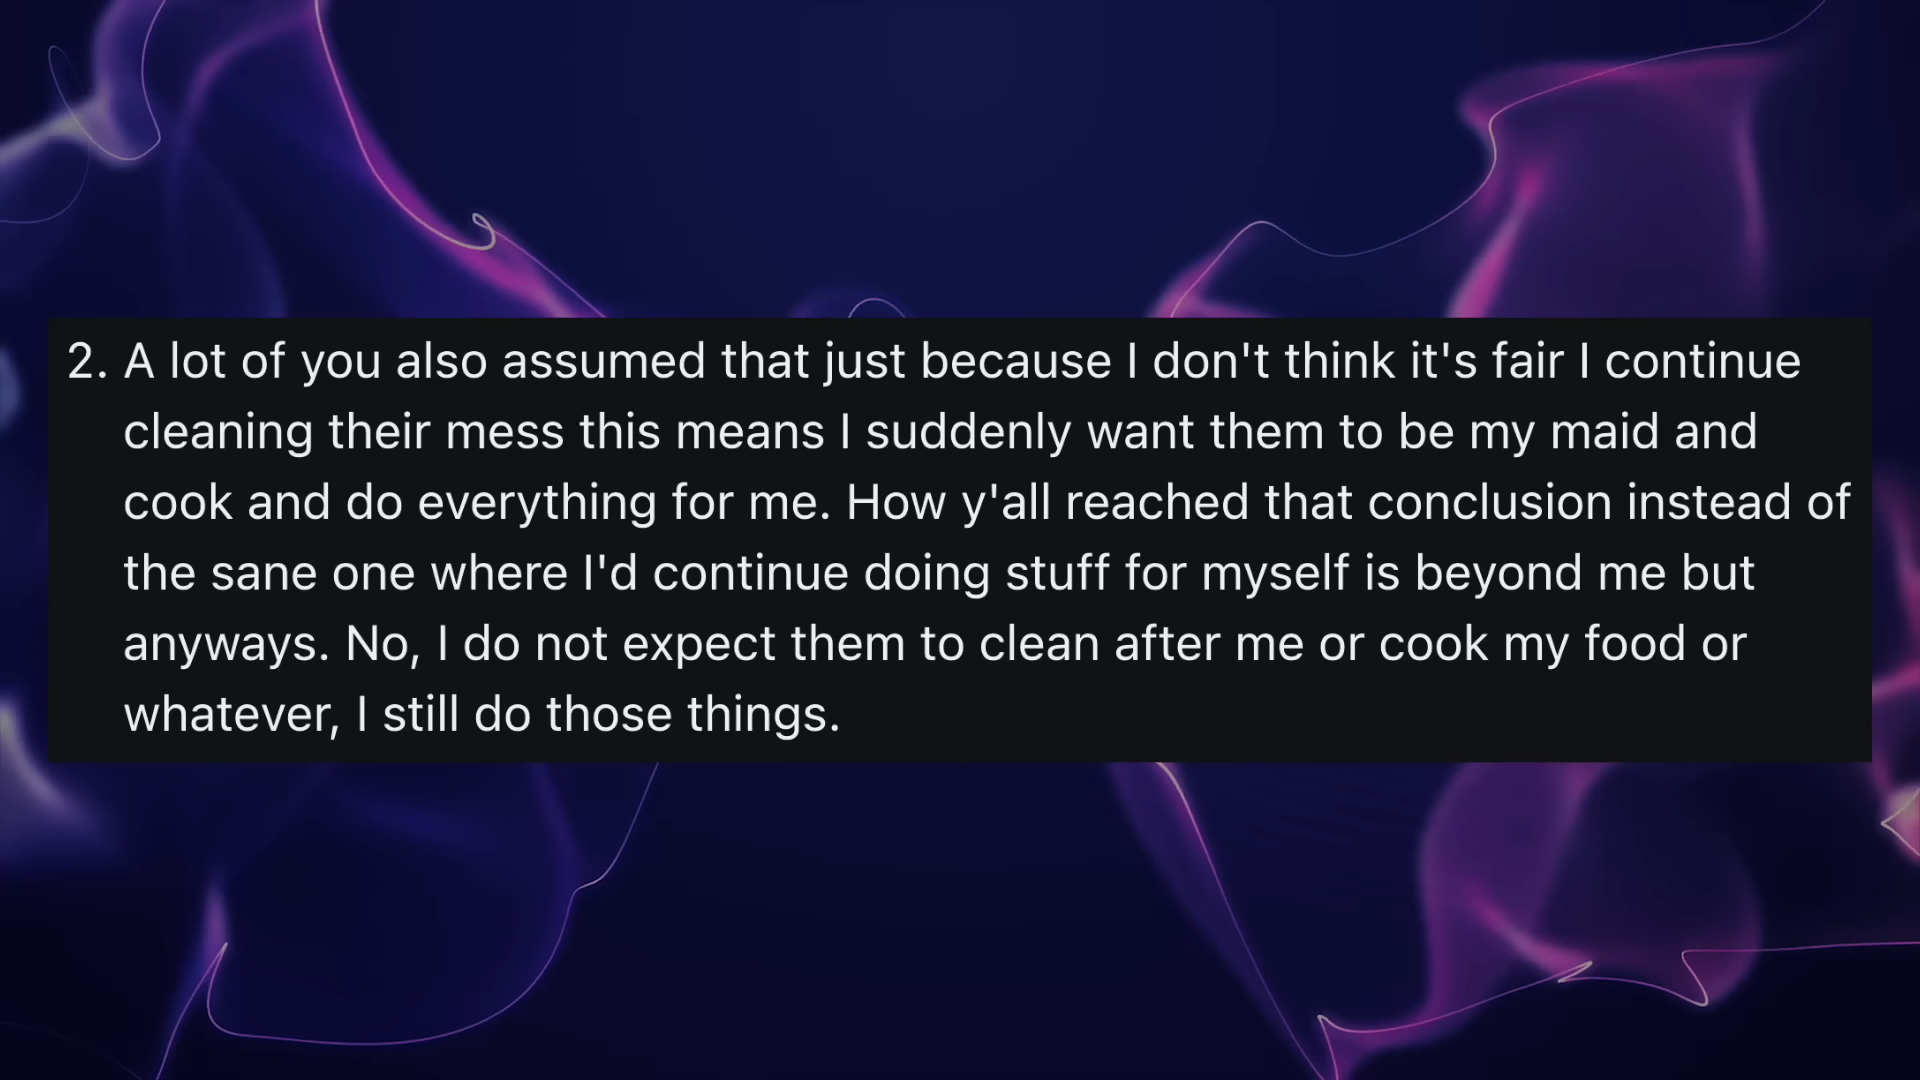 2. A lot of you also assumed that just because I don't think it's fair I continue
cleaning their mess this means I suddenly want them to be my maid and
cook and do everything for me. How y'all reached that conclusion instead of
the sane one where I'd continue doing stuff for myself is beyond me but
anyways. No, I do not expect them to clean after me or cook my food or
whatever, I still do those things.